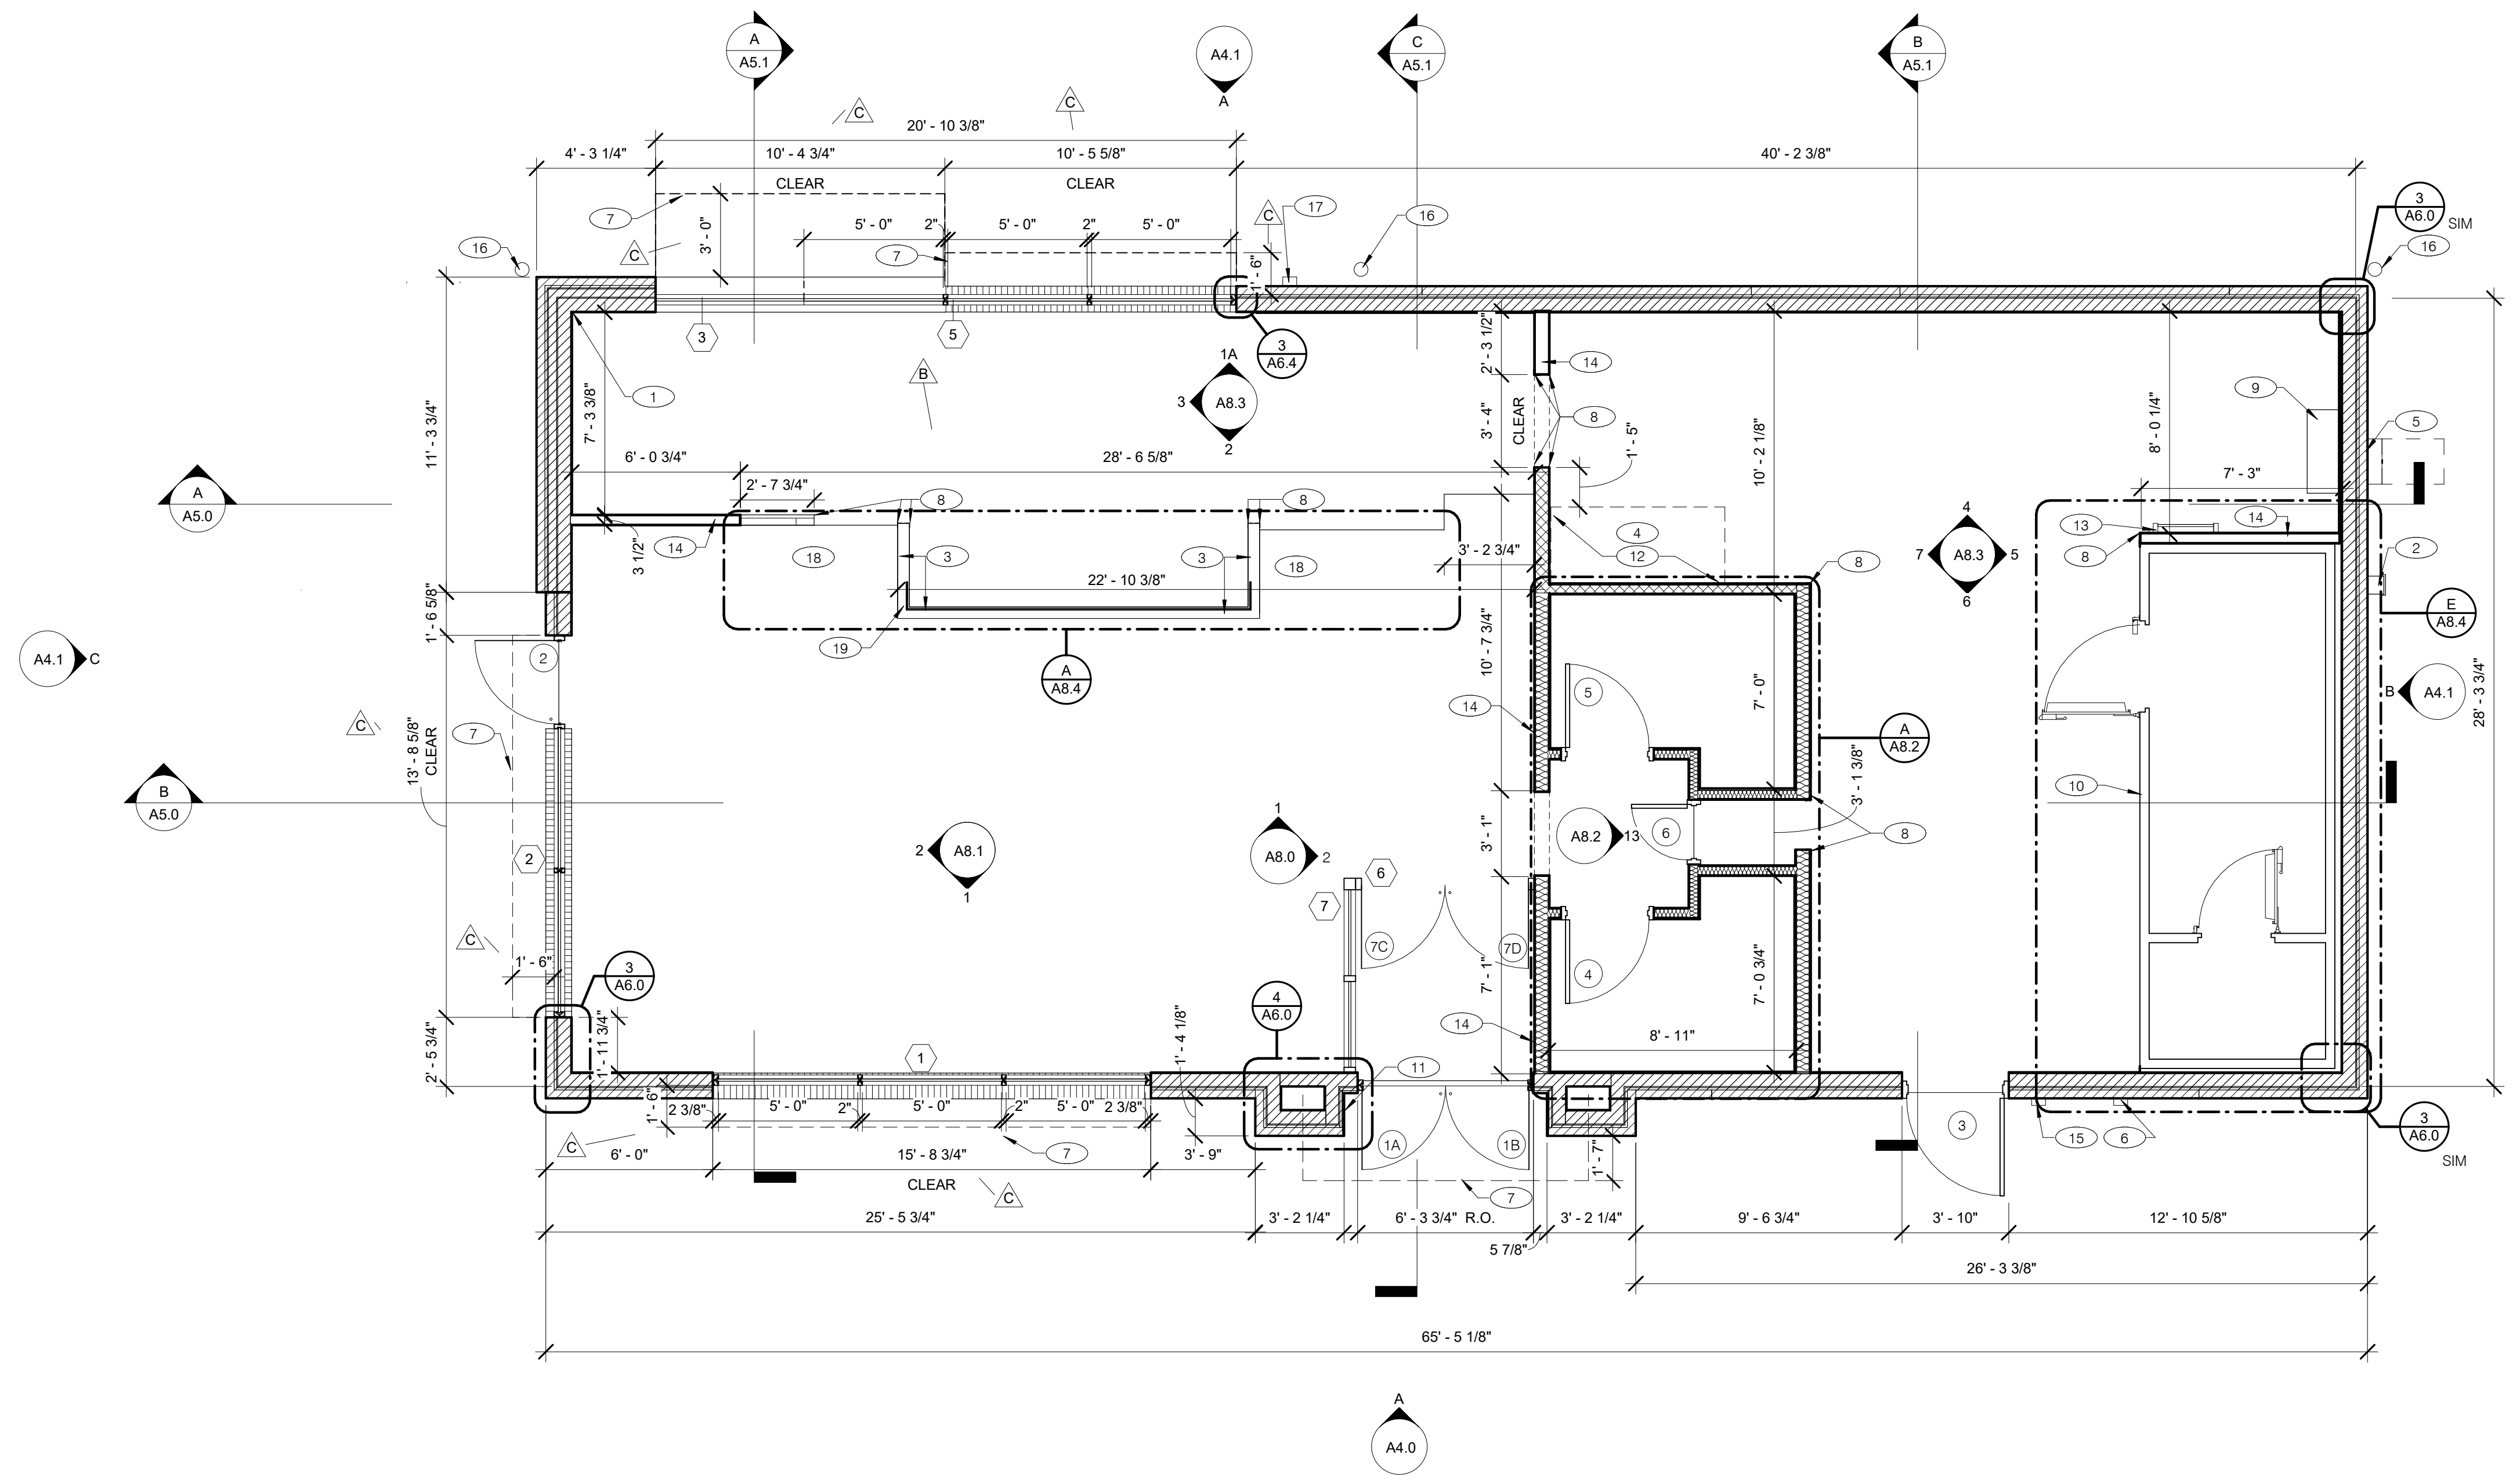 A
A5.1
A4.1
A
C
A5.1
B
A5.1
C
C
20' - 10 3/8"
4' - 3 1/4"
10' - 4 3/4"
10' - 5 5/8"
40' - 2 3/8"
CLEAR
CLEAR
3
A6.0
SIM
7
3' - 0"
5' - 0"
2"
5' - 0"
2"
5' - 0"
C
17
16
16
C
7
16
1' - 6"
3
5
3
A6.4
2' - 3 1/2"
14
B
1A
3
A8.3
2
1
7' - 3 3/8"
11' - 3 3/4"
3' - 4"
CLEAR
8
1' - 5"
10' - 2 1/8"
8' - 0 1/4"
9
5
6' - 0 3/4"
28' - 6 5/8"
7' - 3"
2' - 7 3/4"
A
A5.0
8
8
4
12
4
7
A8.3
5
6
13
14
8
2
14
3 1/2"
18
3
3
18
3' - 2 3/4"
8
22' - 10 3/8"
1' - 6 5/8"
19
E
A8.4
A4.1
C
2
A
A8.4
10' - 7 3/4"
5
7' - 0"
B
A4.1
28' - 3 3/4"
C
7
13' - 8 5/8"
CLEAR
14
A
A8.2
3' - 1 3/8"
10
B
A5.0
2
2
A8.1
1
1
A8.0
2
3' - 1"
A8.2
13
6
8
6
7
C
7C
7D
4
1' - 6"
3
A6.0
4
A6.0
7' - 1"
14
7' - 0 3/4"
8' - 11"
2' - 5 3/4"
1' - 11 3/4"
1
1' - 4 1/8"
11
1' - 6"
2 3/8"
5' - 0"
2"
5' - 0"
2"
5' - 0"
2 3/8"
C
7
1A
1B
1' - 7"
3
15
6
3
A6.0
SIM
6' - 0"
15' - 8 3/4"
CLEAR
3' - 9"
C
7
25' - 5 3/4"
3' - 2 1/4"
6' - 3 3/4" R.O.
3' - 2 1/4"
9' - 6 3/4"
3' - 10"
12' - 10 5/8"
5 7/8"
26' - 3 3/8"
65' - 5 1/8"
A
A4.0